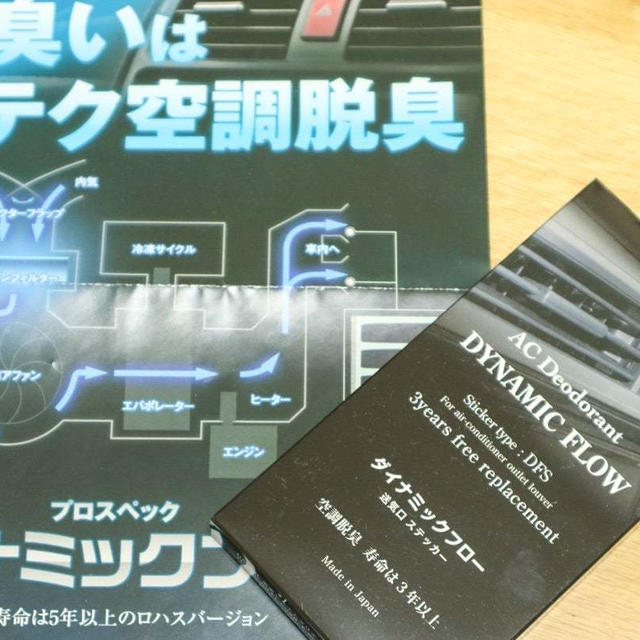 臭いは
テク空調脱臭
内気
クターフラップ
冷凍サイクル
車内へ
ンフィルター
エバポレーター
ヒーター
エンジン
プロスペック
ナミック
寿命は5年以上のロハスバージョン
AC Deodorant
DYNAMIC FLOW
Sticker type : DFS
For air-conditioner outlet louver
3years free replacement
ダイナミックフロー
送気口 ステッカー
空調脱臭 寿命は3年以上
Made in Japan